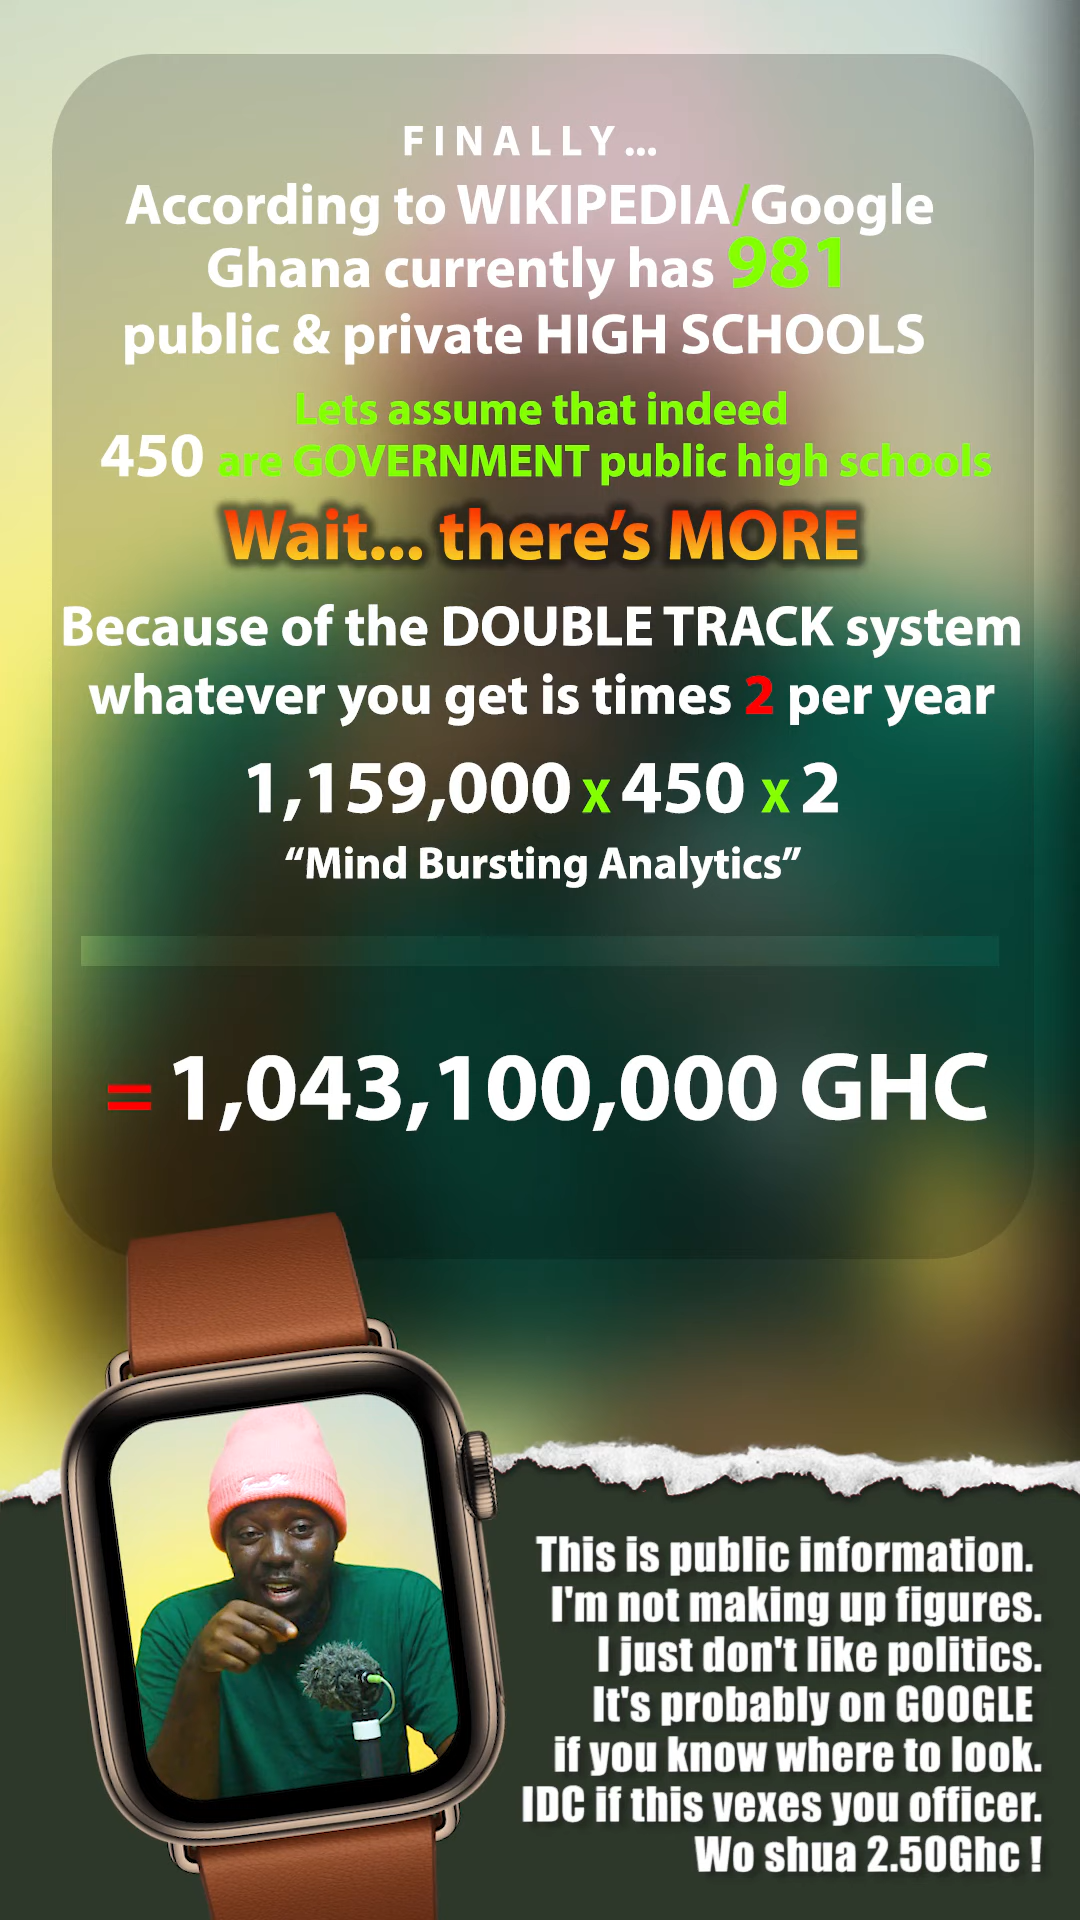 FINALLY...
According to WIKIPEDIA/Google
Ghana currently has 981
public & private HIGH SCHOOLS
Lets assume that indeed
450 are GOVERNMENT public high schools
Wait... there's MORE
Because of the DOUBLE TRACK system
whatever you get is times 2 per year
1,159,000 x 450 x 2
“Mind Bursting Analytics”
= 1,043,100,000 GHC
This is public information.
I'm not making up figures.
I just don't like politics.
It's probably on GOOGLE
if you know where to look.
IDC if this vexes you officer.
Wo shua 2.50Ghc !